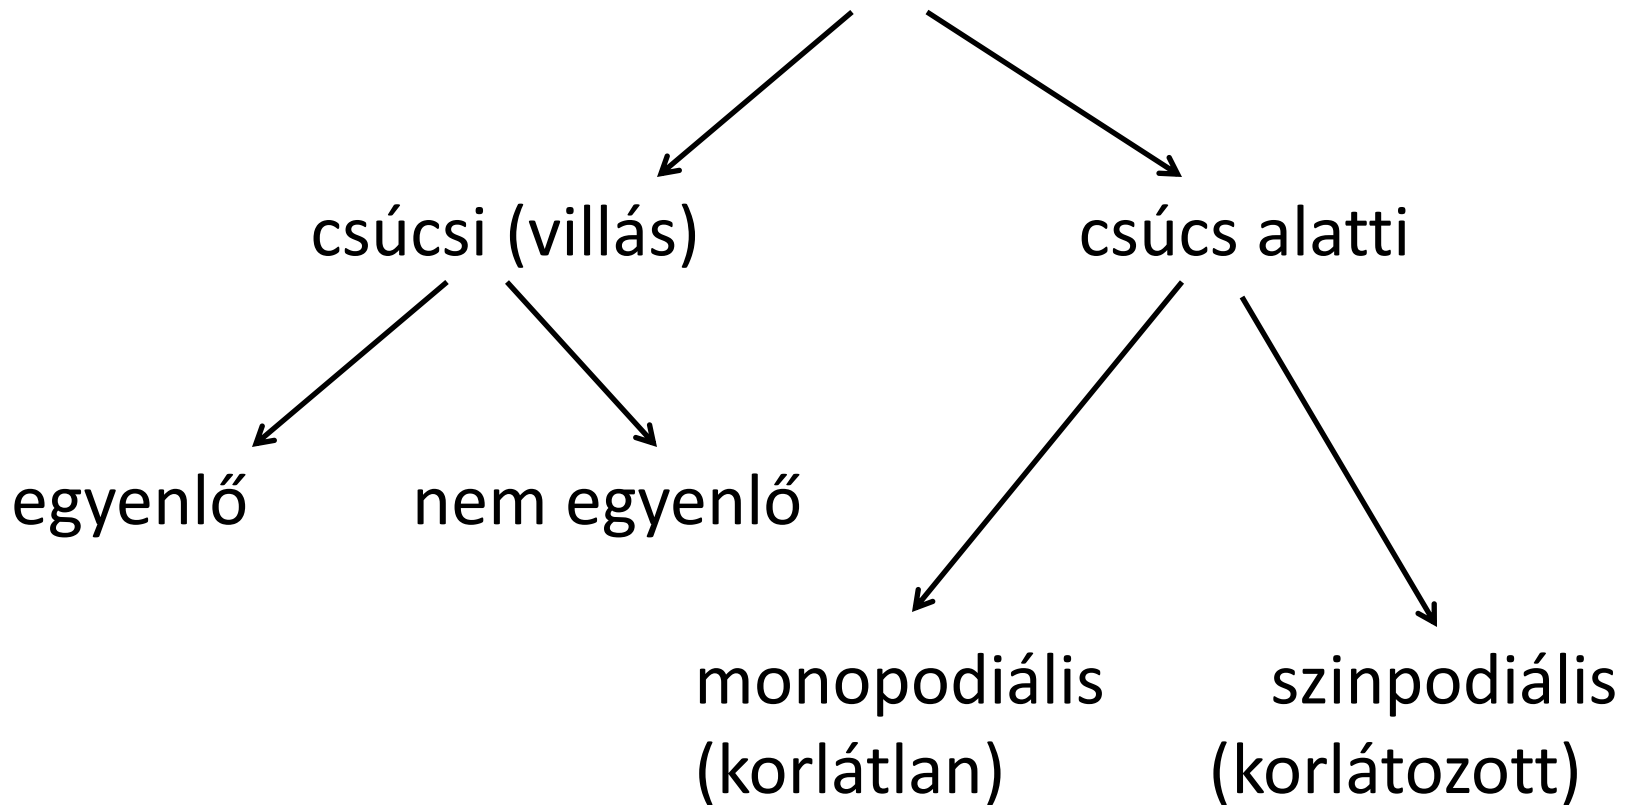 csúcsi (villás)
csúcs alatti
egyenlő
nem egyenlő
monopodiális
(korlátlan)
szinpodiális
(korlátozott)